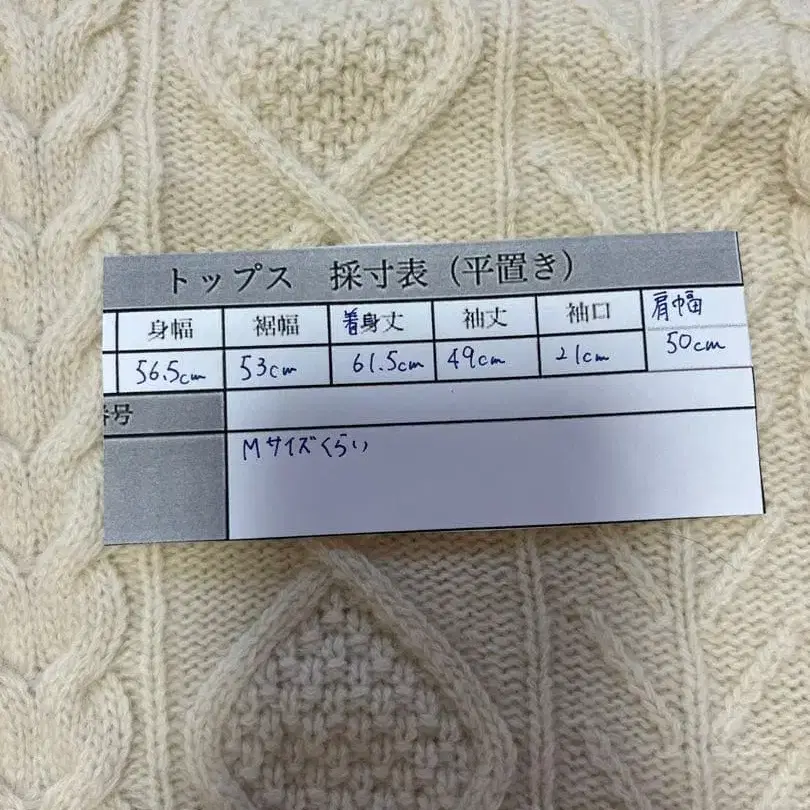 トップス 採寸表（平置き）
身幅 裾幅 着身丈 袖丈 袖口 肩幅
56.5cm 53cm 61.5cm 49cm 21cm 50cm
番号
Mサイズくらい